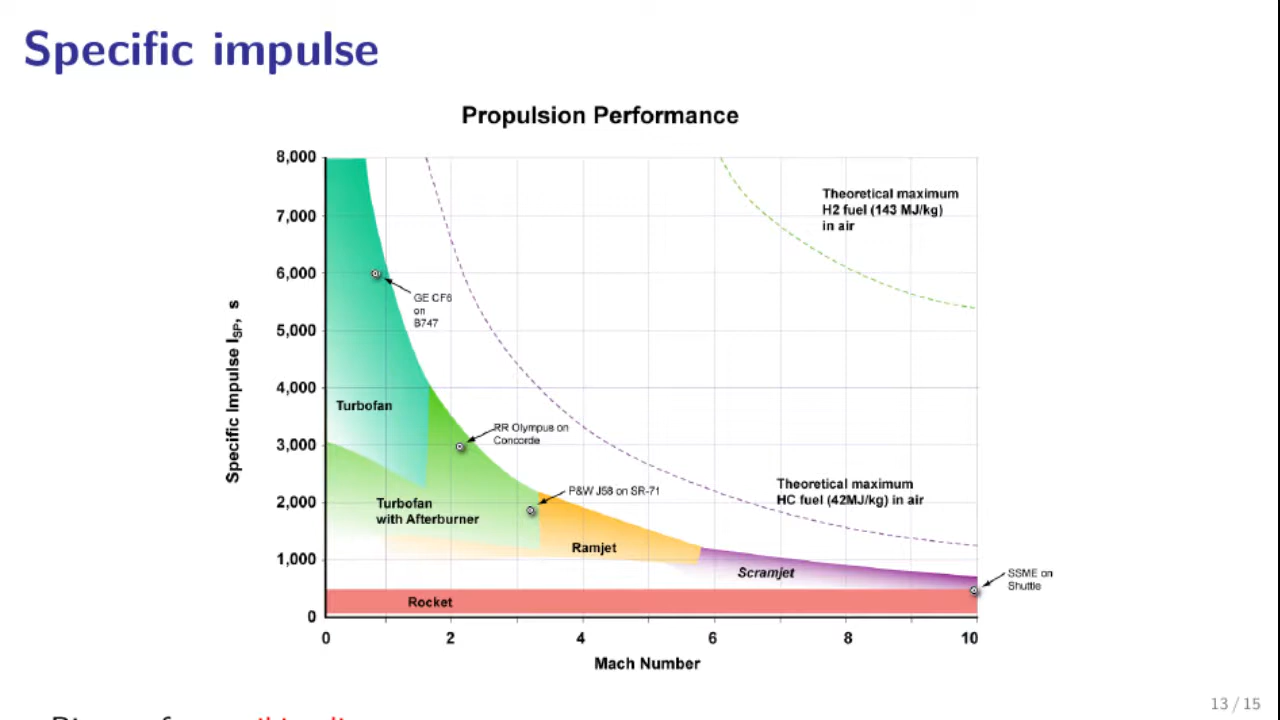 Specific impulse
Propulsion Performance
8,000
7,000
6,000
5,000
4,000
3,000
2,000
1,000
0
Specific Impulse ISP, s
Theoretical maximum
H2 fuel (143 MJ/kg)
in air
GE CF6
on
B747
Turbofan
RR Olympus on
Concorde
Turbofan
with Afterburner
P&W J58 on SR-71
Theoretical maximum
HC fuel (42MJ/kg) in air
Ramjet
Scramjet
SSME on
Shuttle
Rocket
0 2 4 6 8 10
Mach Number
13 / 15